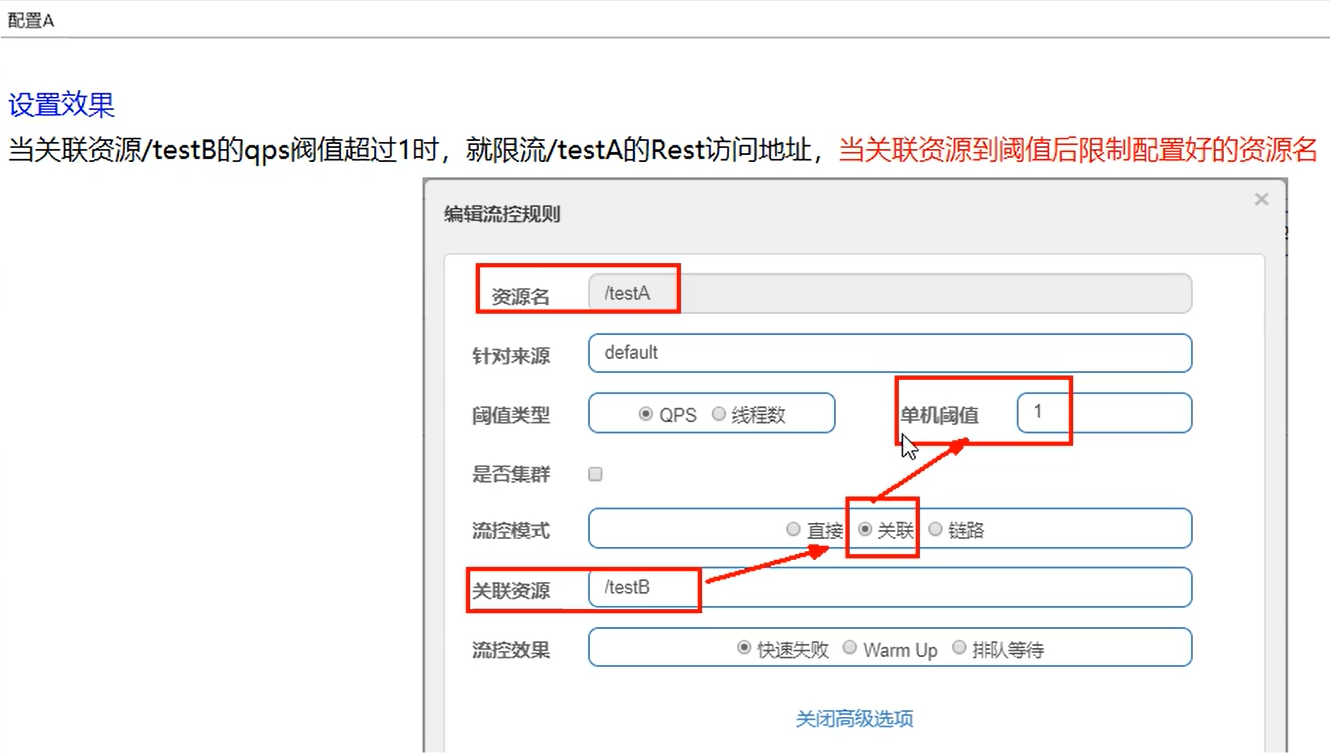 配置A
设置效果
当关联资源/testB的qps阀值超过1时，就限流/testA的Rest访问地址，当关联资源到阈值后限制配置好的资源名
编辑流控规则
×
资源名 /testA
针对来源 default
阈值类型 QPS 线程数 单机阈值 1
是否集群
流控模式 直接 关联 链路
关联资源 /testB
流控效果 快速失败 Warm Up 排队等待
关闭高级选项